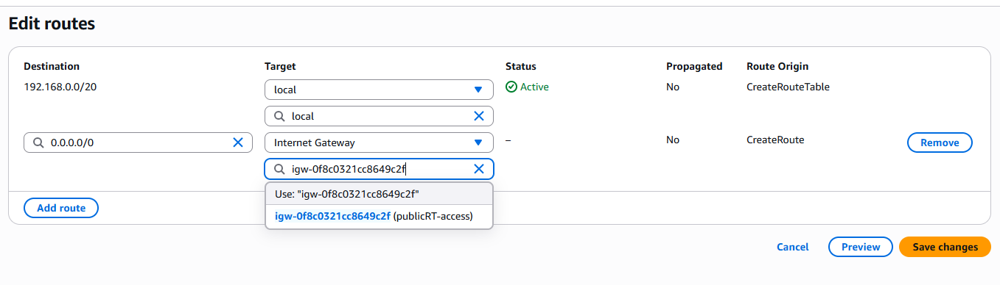 Edit routes
Destination Target Status Propagated Route Origin
192.168.0.0/20 local Active No CreateRouteTable
local
0.0.0.0/0 Internet Gateway – No CreateRoute Remove
igw-0f8c0321cc8649c2f
Use: "igw-0f8c0321cc8649c2f"
Add route igw-0f8c0321cc8649c2f (publicRT-access)
Cancel Preview Save changes